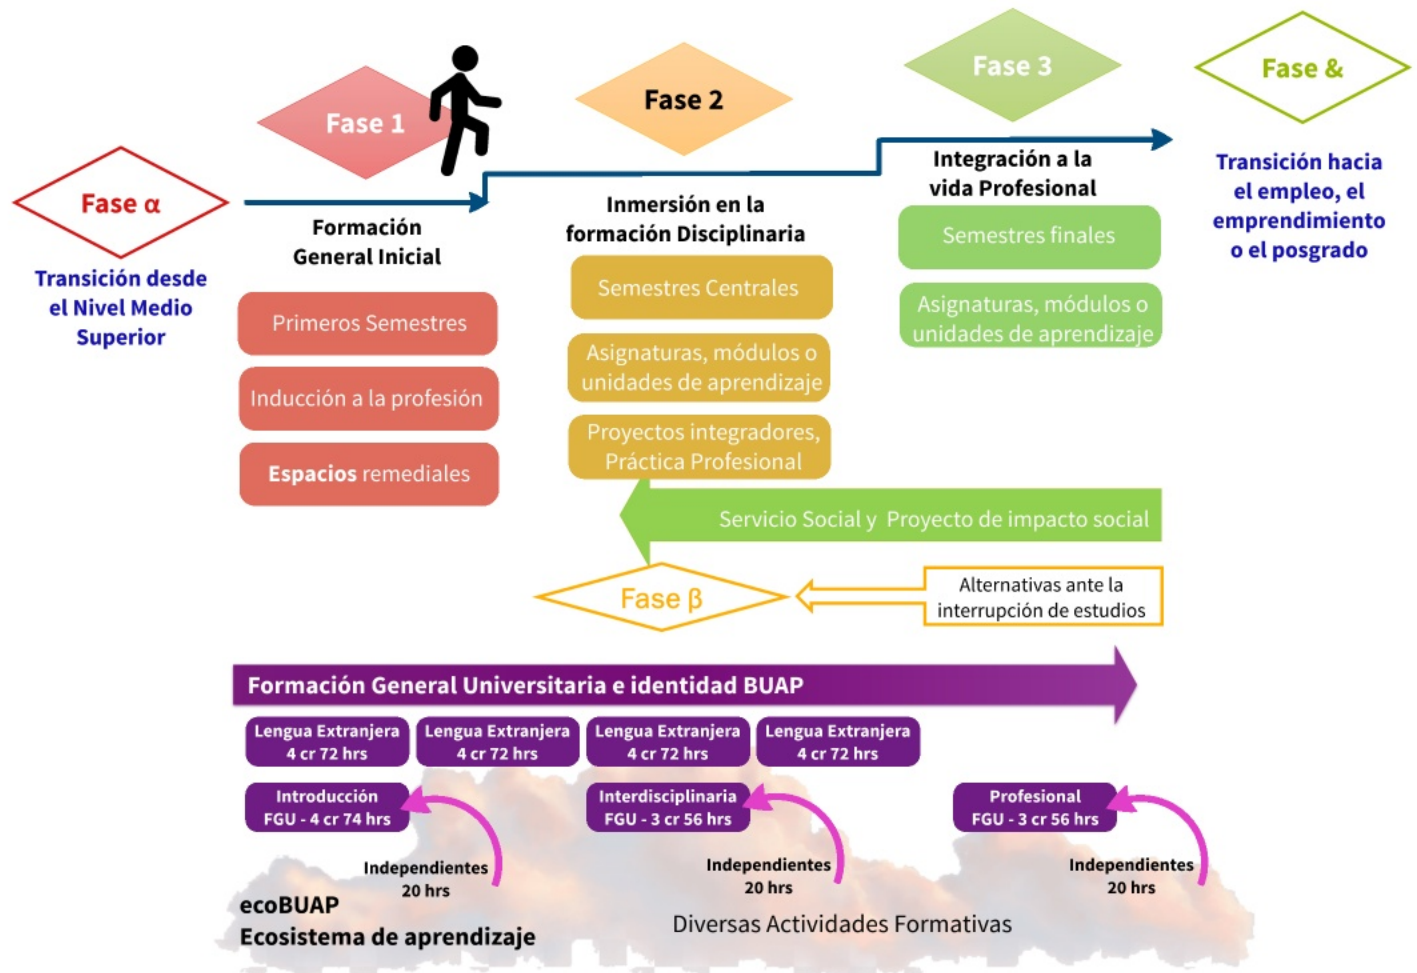 Fase α
Transición desde
el Nivel Medio
Superior
Fase 1
Formación
General Inicial
Primeros Semestres
Inducción a la profesión
Espacios remediales
Fase 2
Inmersión en la
formación Disciplinaria
Semestres Centrales
Asignaturas, módulos o
unidades de aprendizaje
Proyectos integradores,
Práctica Profesional
Fase 3
Integración a la
vida Profesional
Semestres finales
Asignaturas, módulos o
unidades de aprendizaje
Fase &
Transición hacia
el empleo, el
emprendimiento
o el posgrado
Servicio Social y Proyecto de impacto social
Fase β
Alternativas ante la
interrupción de estudios
Formación General Universitaria e identidad BUAP
Lengua Extranjera
4 cr 72 hrs
Lengua Extranjera
4 cr 72 hrs
Lengua Extranjera
4 cr 72 hrs
Lengua Extranjera
4 cr 72 hrs
Introducción
FGU - 4 cr 74 hrs
Independientes
20 hrs
Interdisciplinaria
FGU - 3 cr 56 hrs
Independientes
20 hrs
Profesional
FGU - 3 cr 56 hrs
Independientes
20 hrs
ecoBUAP
Ecosistema de aprendizaje
Diversas Actividades Formativas